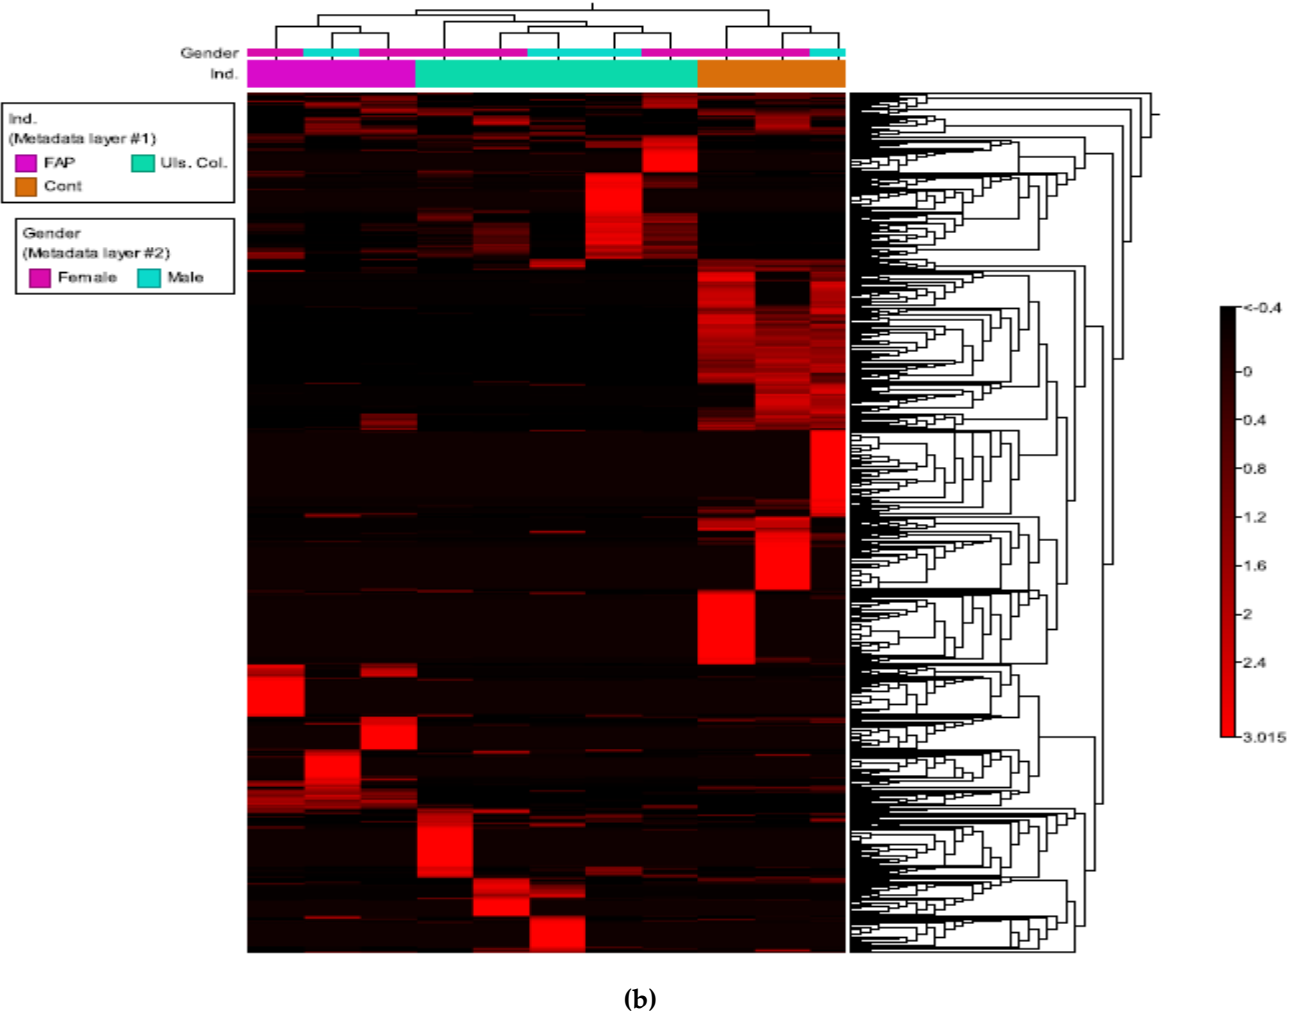 Gender
Ind.
Ind.
(Metadata layer #1)
FAP
Uls. Col.
Cont
Gender
(Metadata layer #2)
Female
Male
<-0.4
0
0.4
0.8
1.2
1.6
2
2.4
3.015
(b)